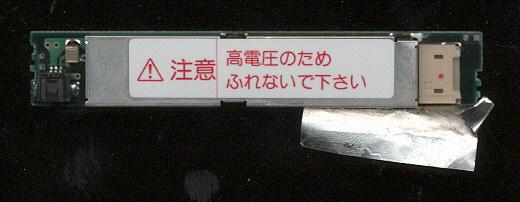 ⚠ 注意
高電圧のため
ふれないで下さい